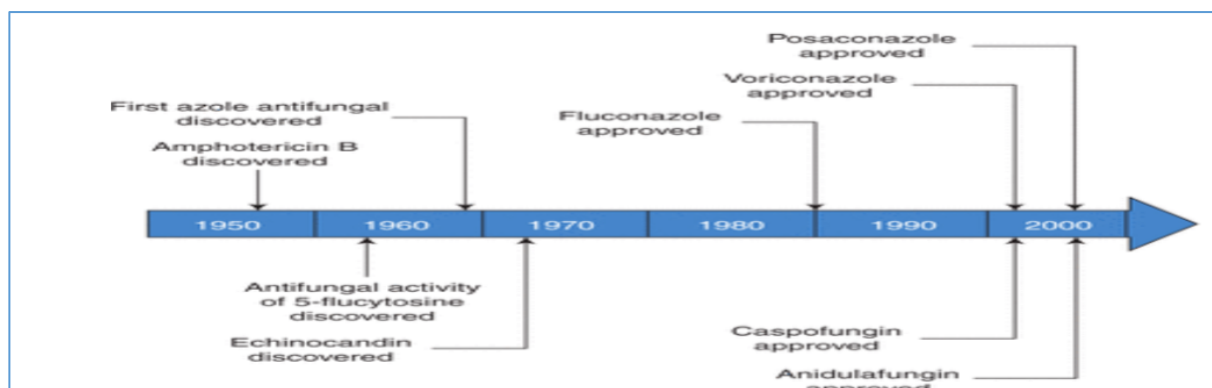 Posaconazole
approved
Voriconazole
approved
First azole antifungal
discovered
Fluconazole
approved
Amphotericin B
discovered
1950 1960 1970 1980 1990 2000
Antifungal activity
of 5-flucytosine
discovered
Echinocandin
discovered
Caspofungin
approved
Anidulafungin
approved